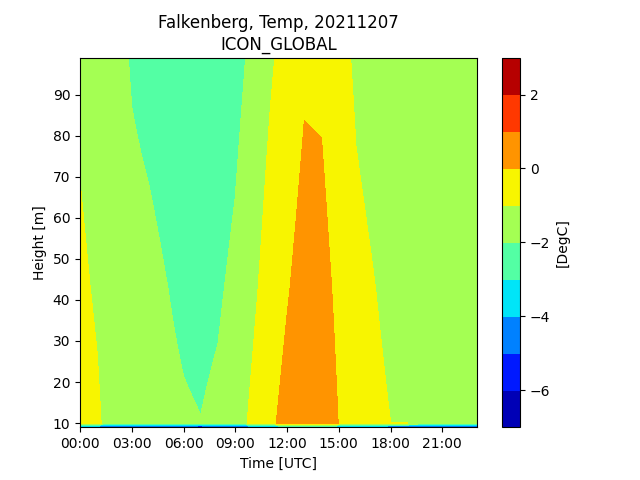 Falkenberg, Temp, 20211207
ICON_GLOBAL
Height [m]
90
80
70
60
50
40
30
20
10
00:00 03:00 06:00 09:00 12:00 15:00 18:00 21:00
Time [UTC]
2
0
−2
−4
−6
[DegC]